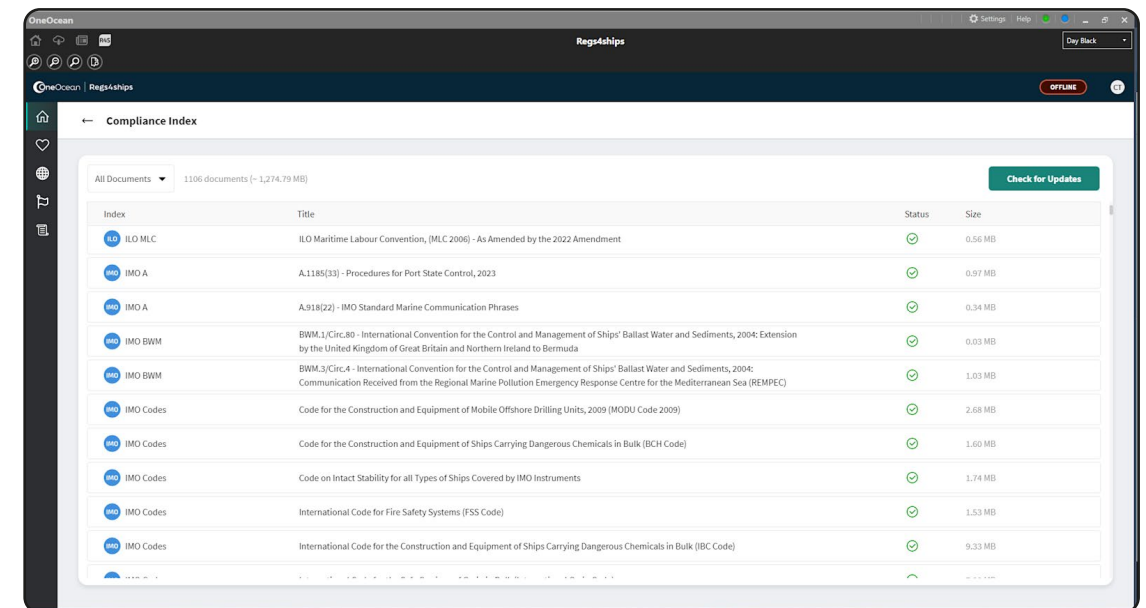 OneOcean
Settings Help
R4S
Regs4ships
Day Black
OneOcean | Regs4ships
OFFLINE
CT
← Compliance Index
All Documents
1106 documents (~ 1,274.79 MB)
Check for Updates
Index Title Status Size
ILO ILO MLC ILO Maritime Labour Convention, (MLC 2006) - As Amended by the 2022 Amendment 0.56 MB
IMO IMO A A.1185(33) - Procedures for Port State Control, 2023 0.97 MB
IMO IMO A A.918(22) - IMO Standard Marine Communication Phrases 0.34 MB
IMO IMO BWM BWM.1/Circ.80 - International Convention for the Control and Management of Ships' Ballast Water and Sediments, 2004: Extension
by the United Kingdom of Great Britain and Northern Ireland to Bermuda 0.03 MB
IMO IMO BWM BWM.3/Circ.4 - International Convention for the Control and Management of Ships' Ballast Water and Sediments, 2004:
Communication Received from the Regional Marine Pollution Emergency Response Centre for the Mediterranean Sea (REMPEC) 1.03 MB
IMO IMO Codes Code for the Construction and Equipment of Mobile Offshore Drilling Units, 2009 (MODU Code 2009) 2.68 MB
IMO IMO Codes Code for the Construction and Equipment of Ships Carrying Dangerous Chemicals in Bulk (BCH Code) 1.60 MB
IMO IMO Codes Code on Intact Stability for all Types of Ships Covered by IMO Instruments 1.74 MB
IMO IMO Codes International Code for Fire Safety Systems (FSS Code) 1.53 MB
IMO IMO Codes International Code for the Construction and Equipment of Ships Carrying Dangerous Chemicals in Bulk (IBC Code) 9.33 MB